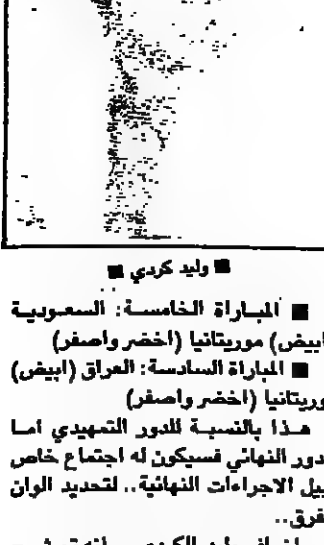 ■ وليد كردي ■
■ المباراة الخامسة: السعودية
ابيض) موريتانيا (اخضر واصفر)
■ المباراة السادسة: العراق (ابيض)
وريتانيا (اخضر واصفر)
هذا بالنسبة للدور التمهيدي اما
دور النهائي فسيكون له اجتماع خاص
بيل الاجراءات النهائية.. لتحديد الوان
فرق..